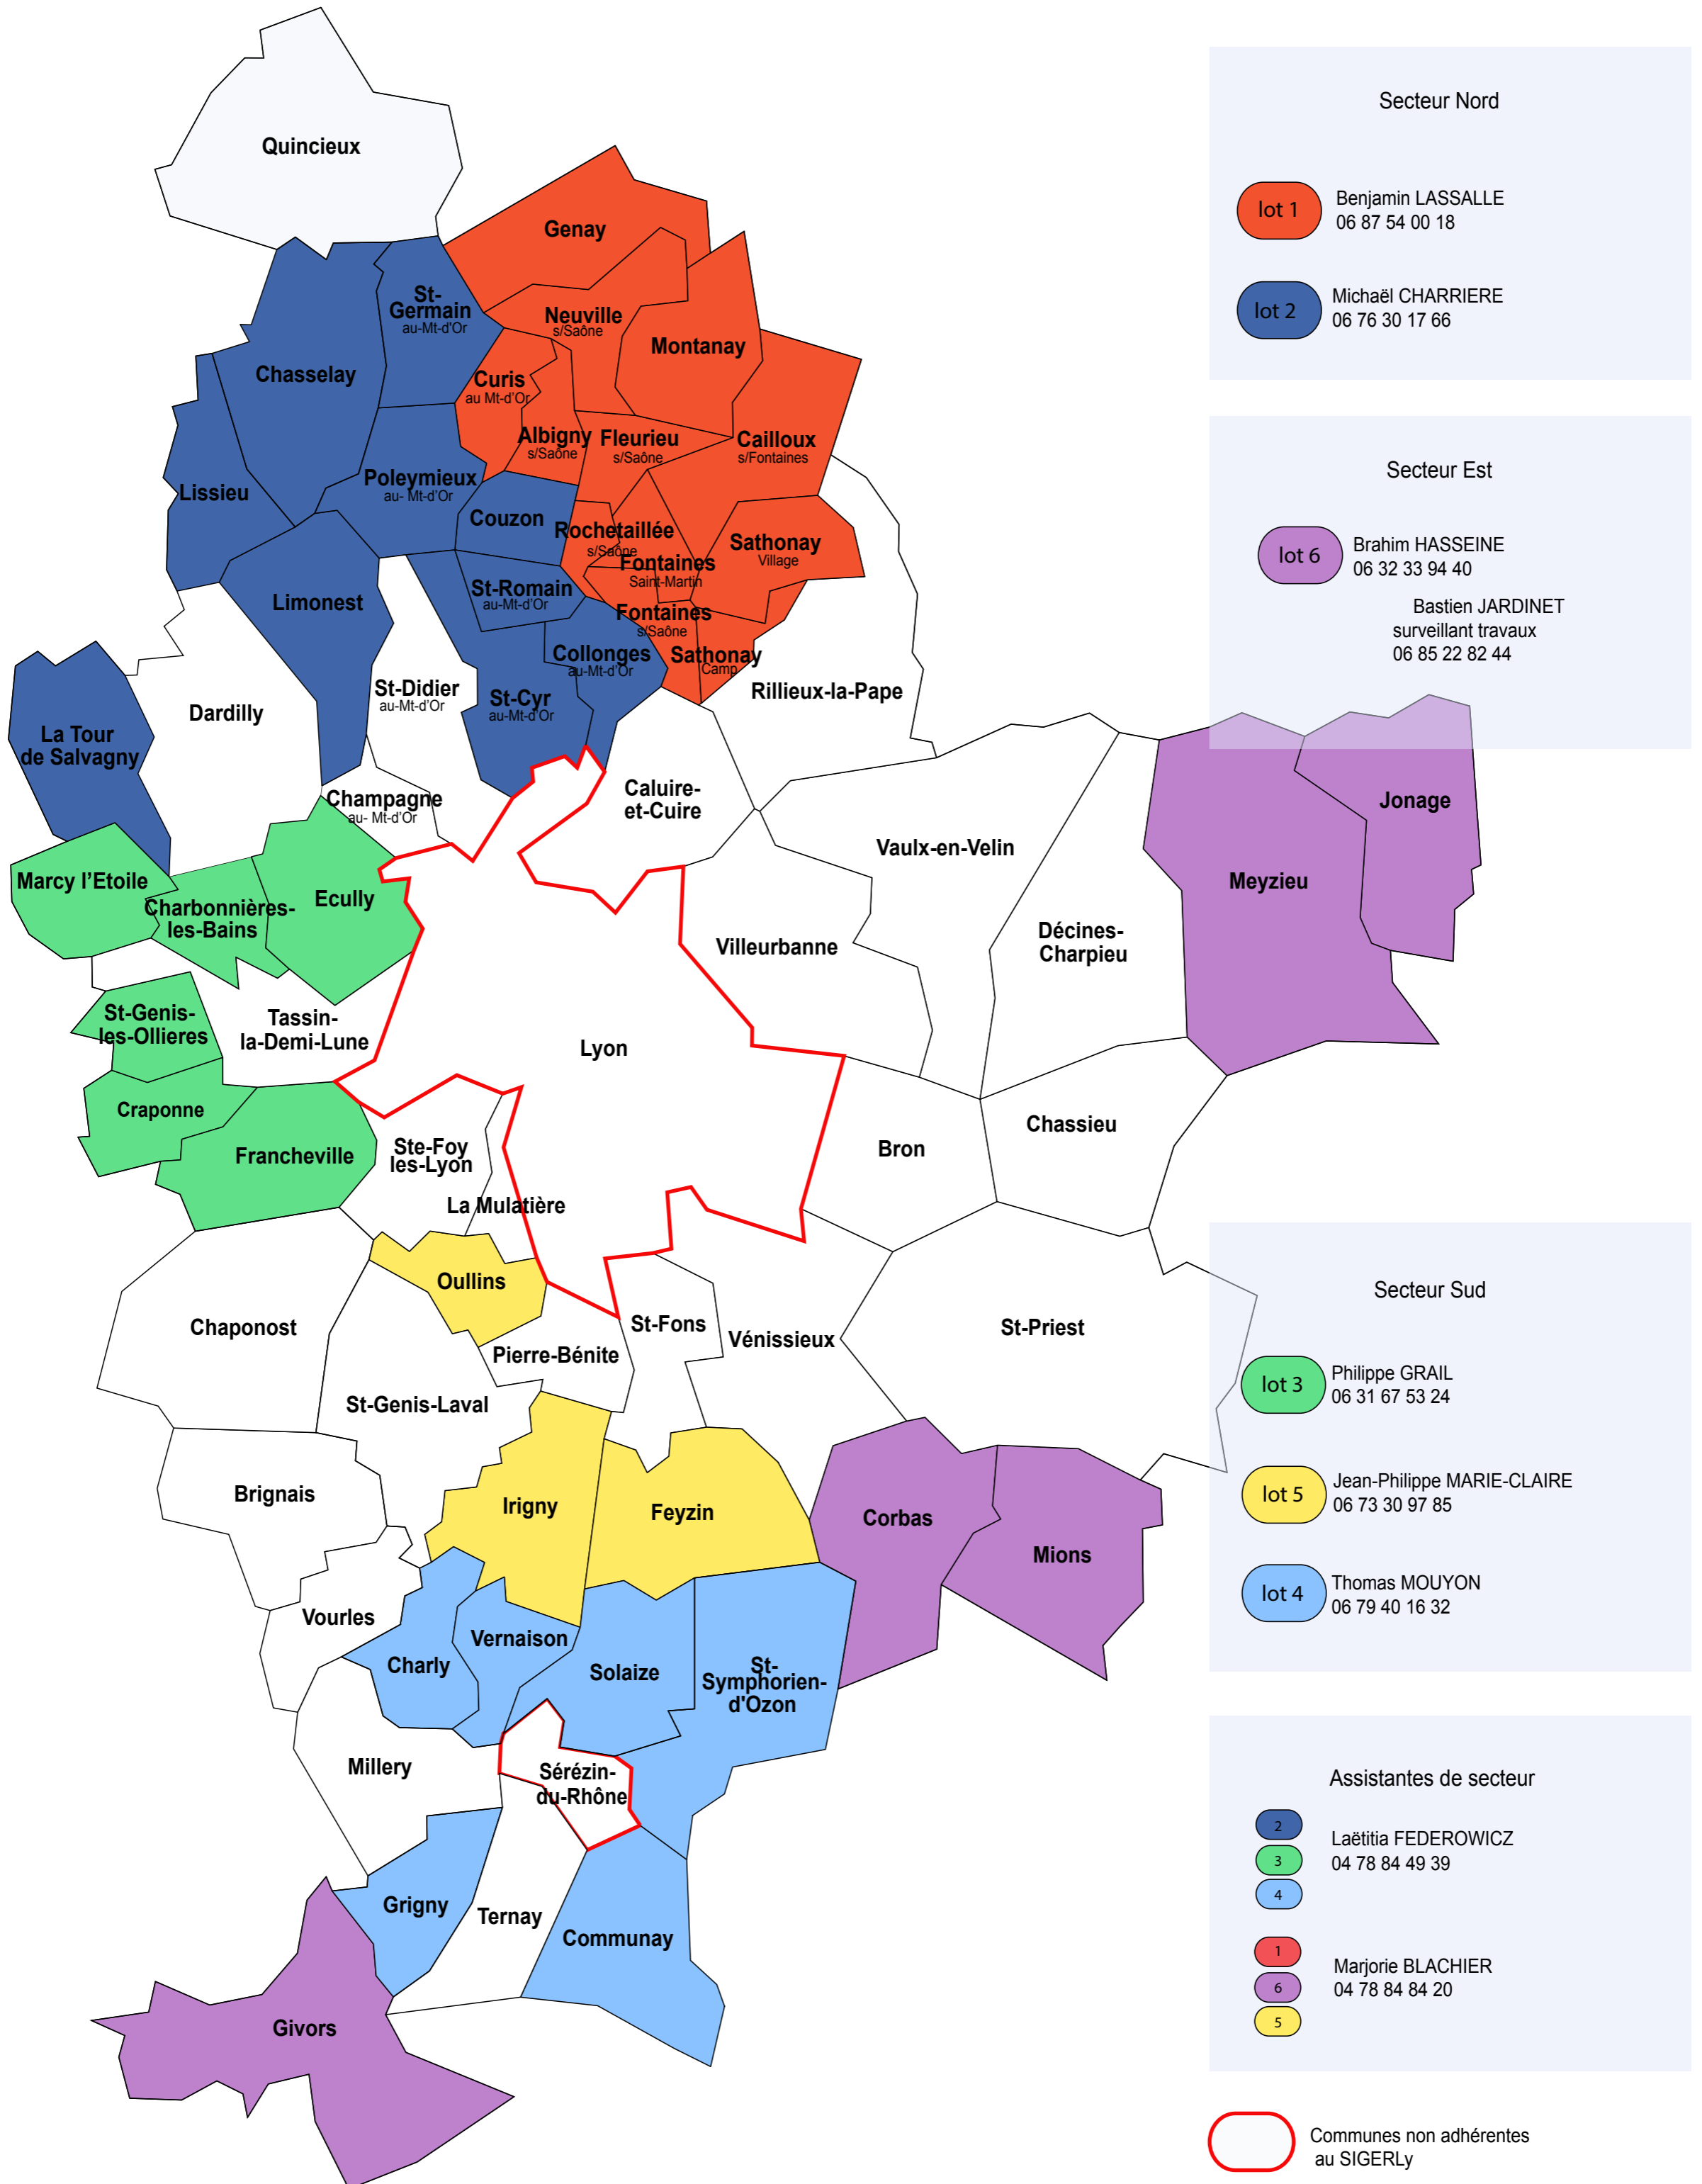 Quincieux
Genay
St-
Germain
au-Mt-d'Or
Neuville
s/Saône
Montanay
Chasselay
Curis
au Mt-d'Or
Albigny
s/Saône
Fleurieu
s/Saône
Cailloux
s/Fontaines
Lissieu
Poleymieux
au- Mt-d'Or
Couzon
Rochetaillée
s/Saône
Sathonay
Village
Fontaines
Saint-Martin
Limonest
St-Romain
au-Mt-d'Or
Fontaines
s/Saône
Collonges
au-Mt-d'Or
Sathonay
Camp
St-Didier
au-Mt-d'Or
St-Cyr
au-Mt-d'Or
Rillieux-la-Pape
Dardilly
La Tour
de Salvagny
Champagne
au- Mt-d'Or
Caluire-
et-Cuire
Jonage
Vaulx-en-Velin
Meyzieu
Marcy l'Etoile
Charbonnières-
les-Bains
Ecully
Villeurbanne
Décines-
Charpieu
St-Genis-
les-Ollieres
Tassin-
la-Demi-Lune
Lyon
Craponne
Francheville
Ste-Foy
les-Lyon
La Mulatière
Bron
Chassieu
Oullins
Chaponost
Pierre-Bénite
St-Fons
Vénissieux
St-Priest
St-Genis-Laval
Brignais
Irigny
Feyzin
Corbas
Mions
Vourles
Charly
Vernaison
Solaize
St-
Symphorien-
d'Ozon
Millery
Sérézin-
du-Rhône
Grigny
Ternay
Communay
Givors
Secteur Nord
lot 1
Benjamin LASSALLE
06 87 54 00 18
lot 2
Michaël CHARRIERE
06 76 30 17 66
Secteur Est
lot 6
Brahim HASSEINE
06 32 33 94 40
Bastien JARDINET
surveillant travaux
06 85 22 82 44
Secteur Sud
lot 3
Philippe GRAIL
06 31 67 53 24
lot 5
Jean-Philippe MARIE-CLAIRE
06 73 30 97 85
lot 4
Thomas MOUYON
06 79 40 16 32
Assistantes de secteur
2
3
4
Laëtitia FEDEROWICZ
04 78 84 49 39
1
6
5
Marjorie BLACHIER
04 78 84 84 20
Communes non adhérentes
au SIGERLy